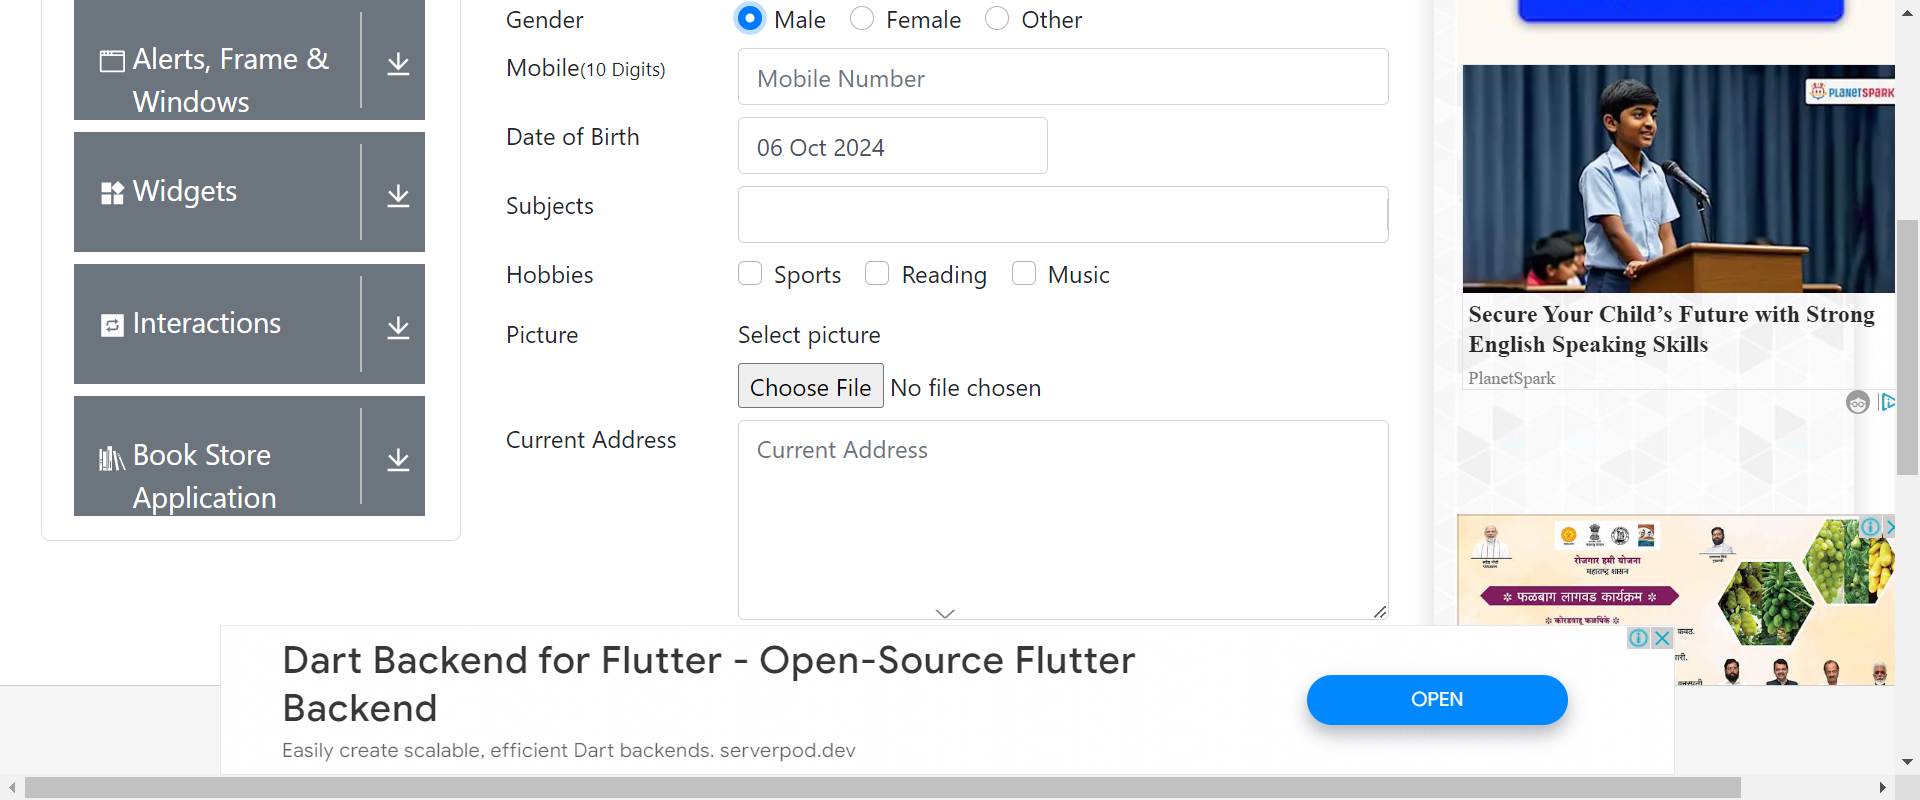 Alerts, Frame &
Windows
Widgets
Interactions
Book Store
Application
Gender
Male
Female
Other
Mobile(10 Digits)
Mobile Number
Date of Birth
06 Oct 2024
Subjects
Hobbies
Sports
Reading
Music
Picture
Select picture
Choose File
No file chosen
Current Address
Current Address
PLANETSPARK
Secure Your Child’s Future with Strong
English Speaking Skills
PlanetSpark
रोजगार हमी योजना
महाराष्ट्र शासन
फळबाग लागवड कार्यक्रम
कोरडवाहू फळपिके
Dart Backend for Flutter - Open-Source Flutter
Backend
Easily create scalable, efficient Dart backends. serverpod.dev
OPEN